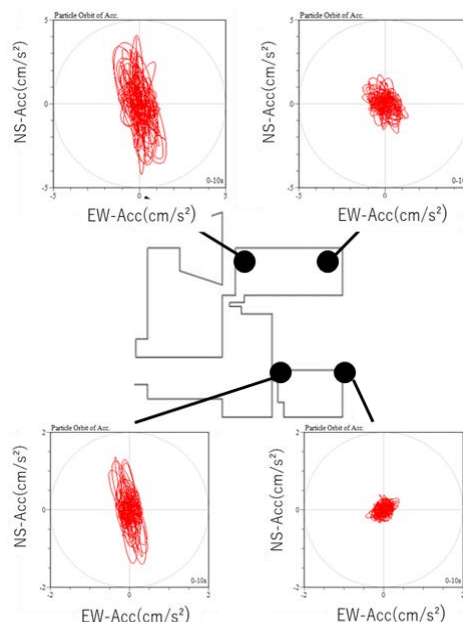 Particle Orbit of Acc.
5
NS-Acc(cm/s²)
0
-5
0-10s
-5
0
5
EW-Acc(cm/s²)
Particle Orbit of Acc.
5
NS-Acc(cm/s²)
0
-5
0-10s
-5
0
5
EW-Acc(cm/s²)
Particle Orbit of Acc.
2
NS-Acc(cm/s²)
0
-2
0-10s
-2
0
2
EW-Acc(cm/s²)
Particle Orbit of Acc.
2
NS-Acc(cm/s²)
0
-2
0-10s
-2
0
2
EW-Acc(cm/s²)